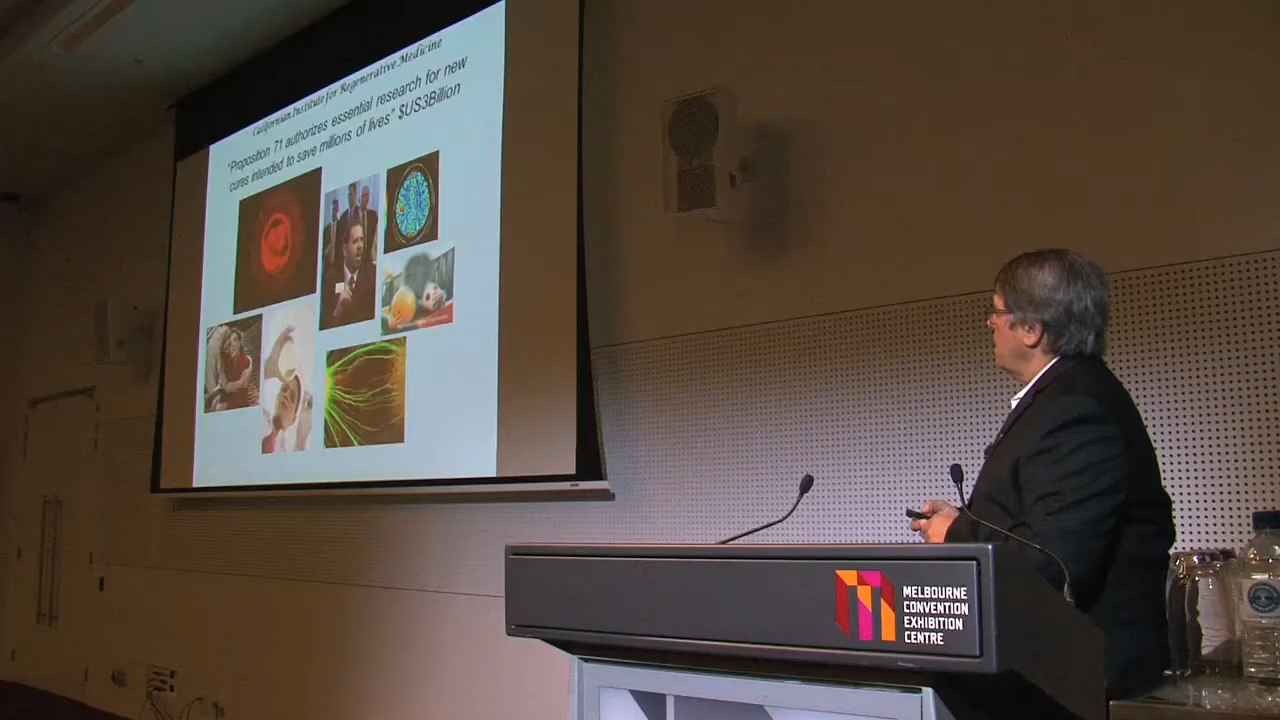 Californian Institute for Regenerative Medicine
"Proposition 71 authorizes essential research for new
cures intended to save millions of lives" $US3Billion
MELBOURNE
CONVENTION
EXHIBITION
CENTRE